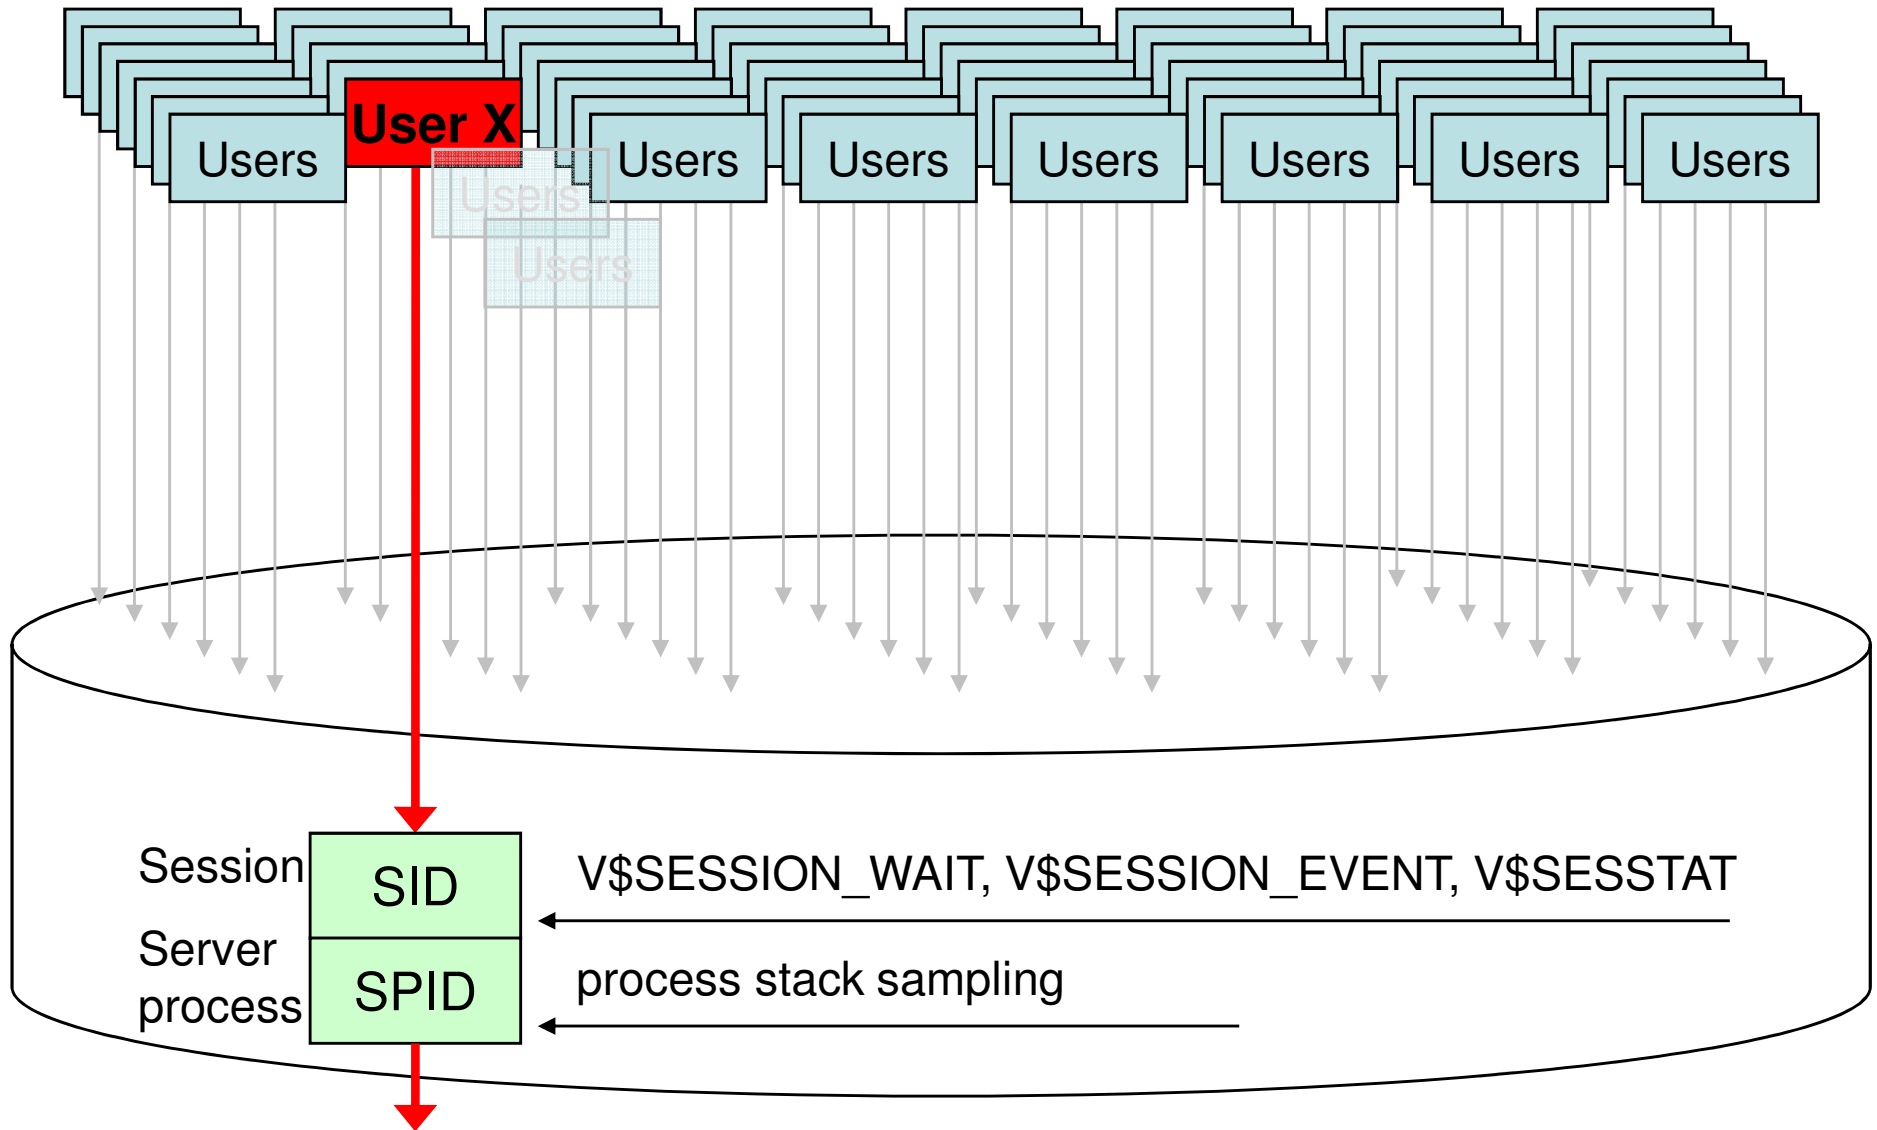 User X
Users
Users
Users
Users
Users
Users
Users
Users
Users
Session
SID
V$SESSION_WAIT, V$SESSION_EVENT, V$SESSTAT
Server
process
SPID
process stack sampling